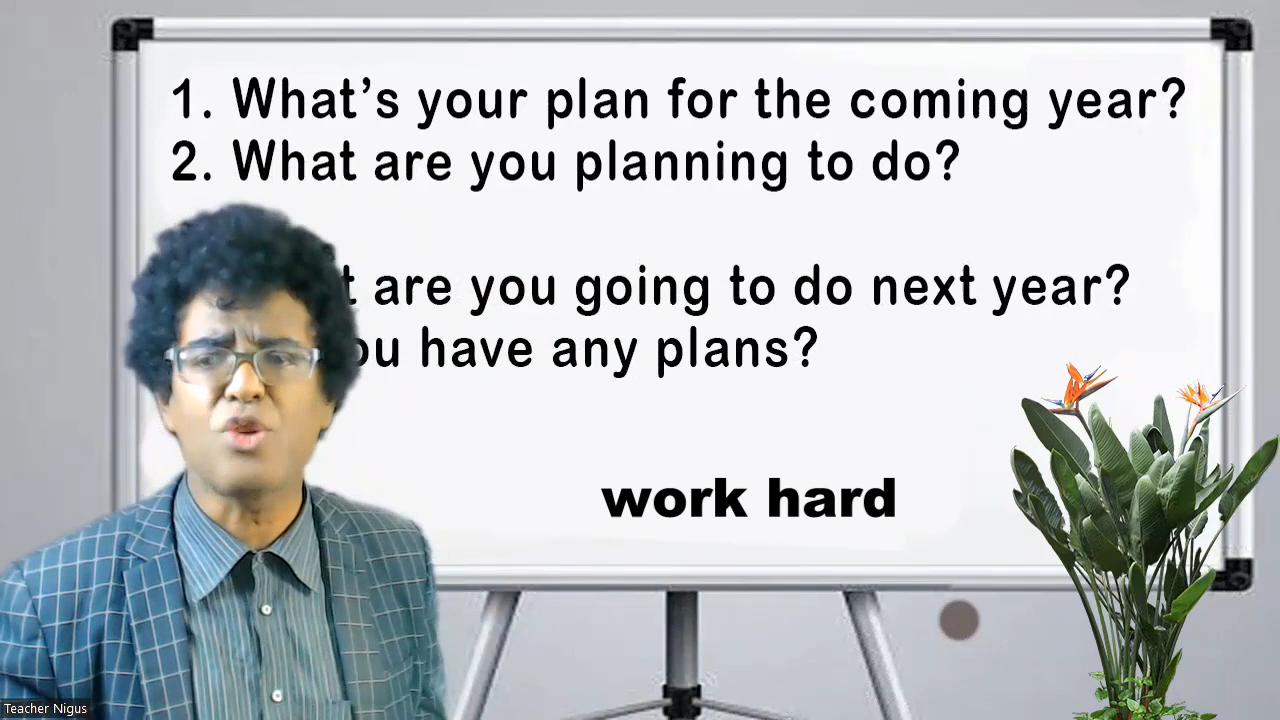 1. What’s your plan for the coming year?
2. What are you planning to do?
are you going to do next year?
have any plans?
work hard
Teacher Nigus